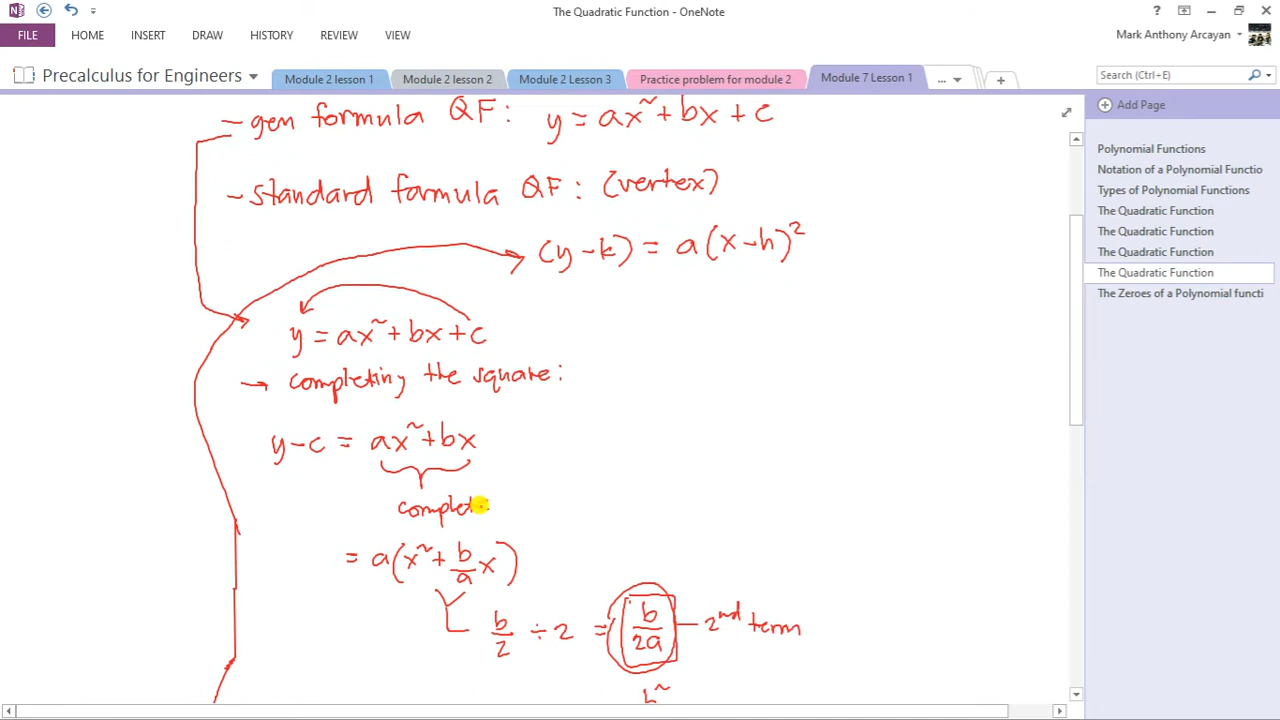 The Quadratic Function - OneNote
FILE HOME INSERT DRAW HISTORY REVIEW VIEW
Mark Anthony Arcayan
Precalculus for Engineers
Module 2 lesson 1
Module 2 lesson 2
Module 2 Lesson 3
Practice problem for module 2
Module 7 Lesson 1
...
Search (Ctrl+E)
Add Page
Polynomial Functions
Notation of a Polynomial Functio
Types of Polynomial Functions
The Quadratic Function
The Quadratic Function
The Quadratic Function
The Quadratic Function
The Zeroes of a Polynomial functi
- gen formula QF: y = ax² + bx + c
- standard formula QF: (vertex)
(y - k) = a(x - h)²
y = ax² + bx + c
→ completing the square:
y - c = ax² + bx
complet
= a(x² + b/a x)
b/2 ÷ 2 = b/2a - 2nd term